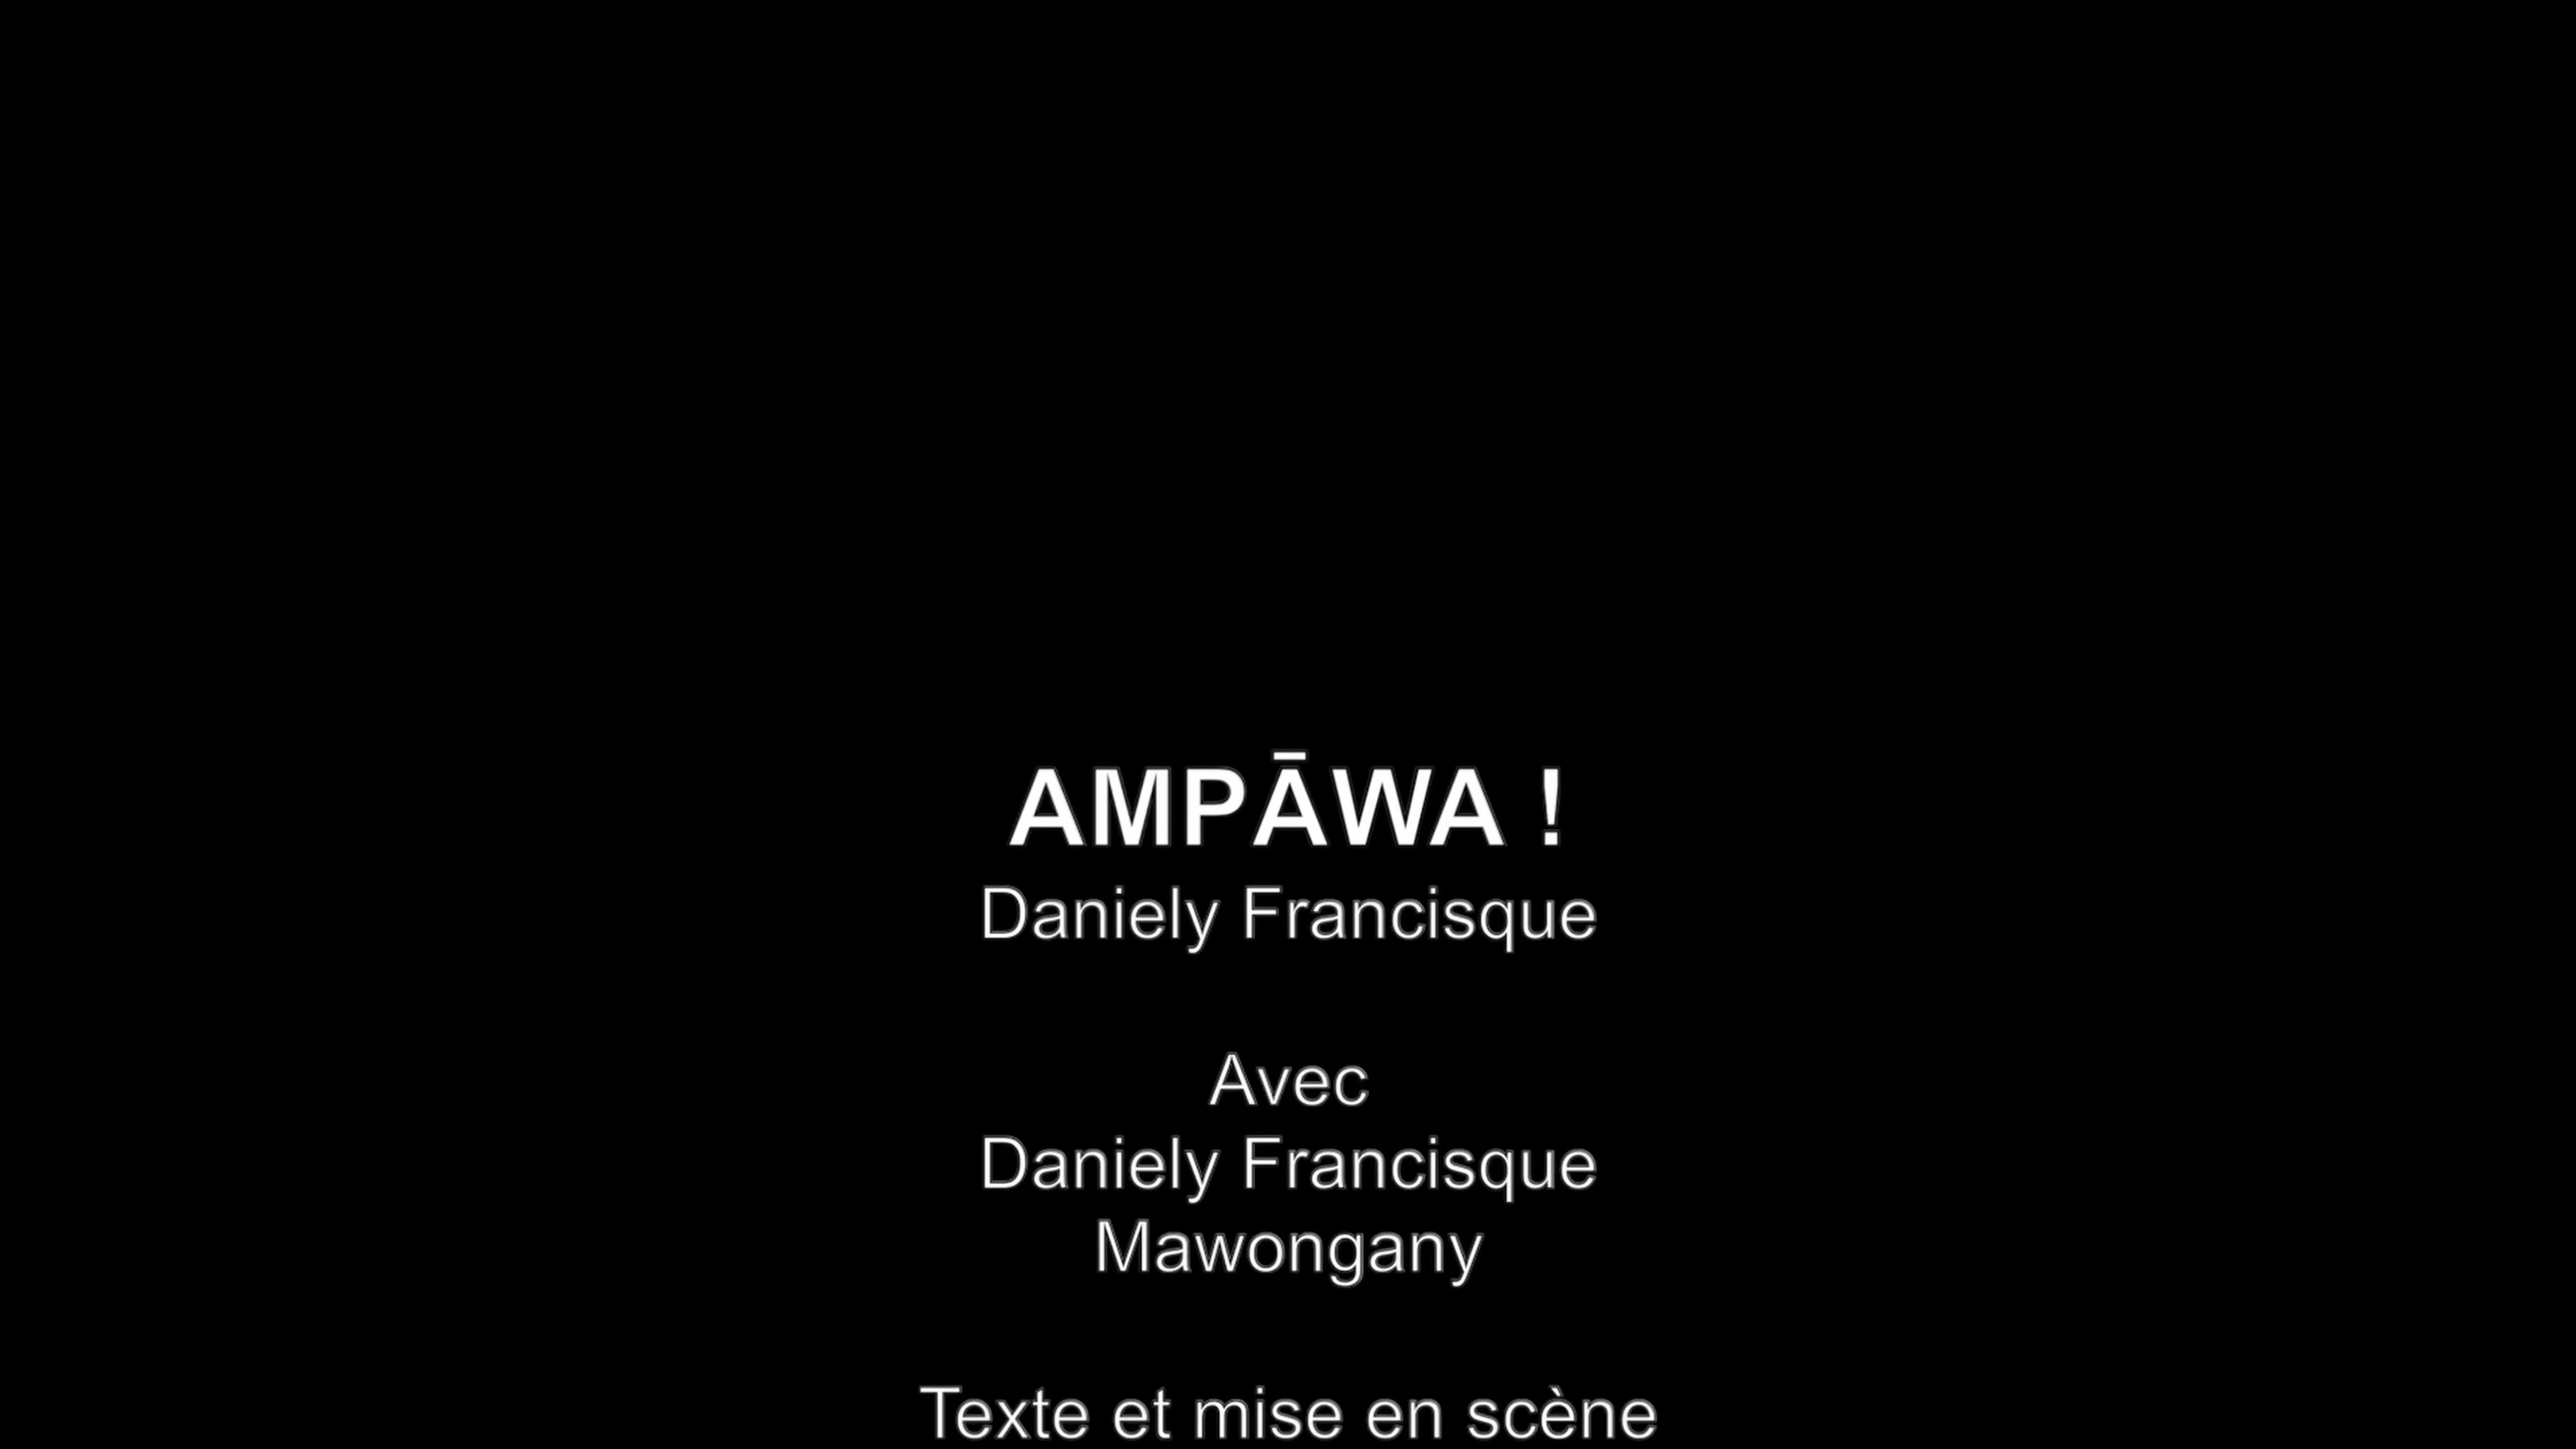 AMPĀWA !
Daniely Francisque
Avec
Daniely Francisque
Mawongany
Texte et mise en scène